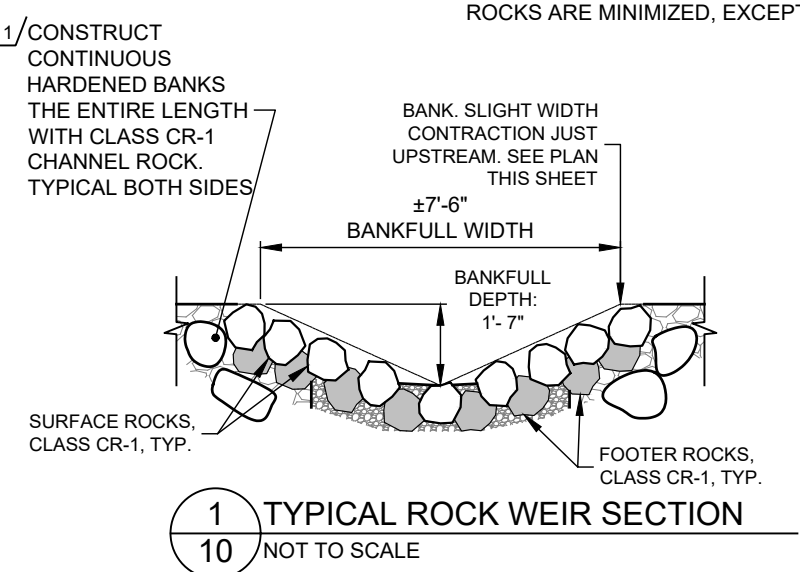 ROCKS ARE MINIMIZED, EXCEPT
1
CONSTRUCT
CONTINUOUS
HARDENED BANKS
THE ENTIRE LENGTH
WITH CLASS CR-1
CHANNEL ROCK.
TYPICAL BOTH SIDES
BANK. SLIGHT WIDTH
CONTRACTION JUST
UPSTREAM. SEE PLAN
THIS SHEET
±7'-6"
BANKFULL WIDTH
BANKFULL
DEPTH:
1'- 7"
SURFACE ROCKS,
CLASS CR-1, TYP.
FOOTER ROCKS,
CLASS CR-1, TYP.
1
TYPICAL ROCK WEIR SECTION
10
NOT TO SCALE